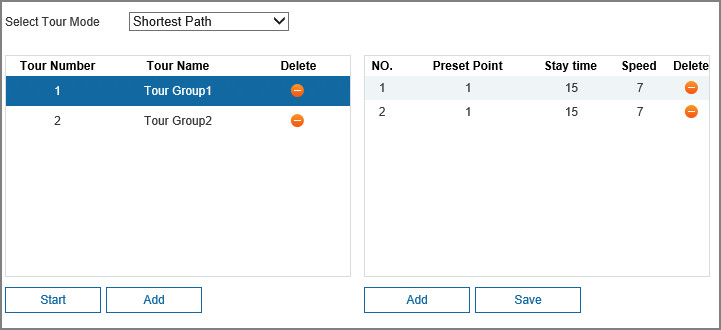 Select Tour Mode Shortest Path
Tour Number Tour Name Delete
1 Tour Group1
2 Tour Group2
Start Add
NO. Preset Point Stay time Speed Delete
1 1 15 7
2 1 15 7
Add Save